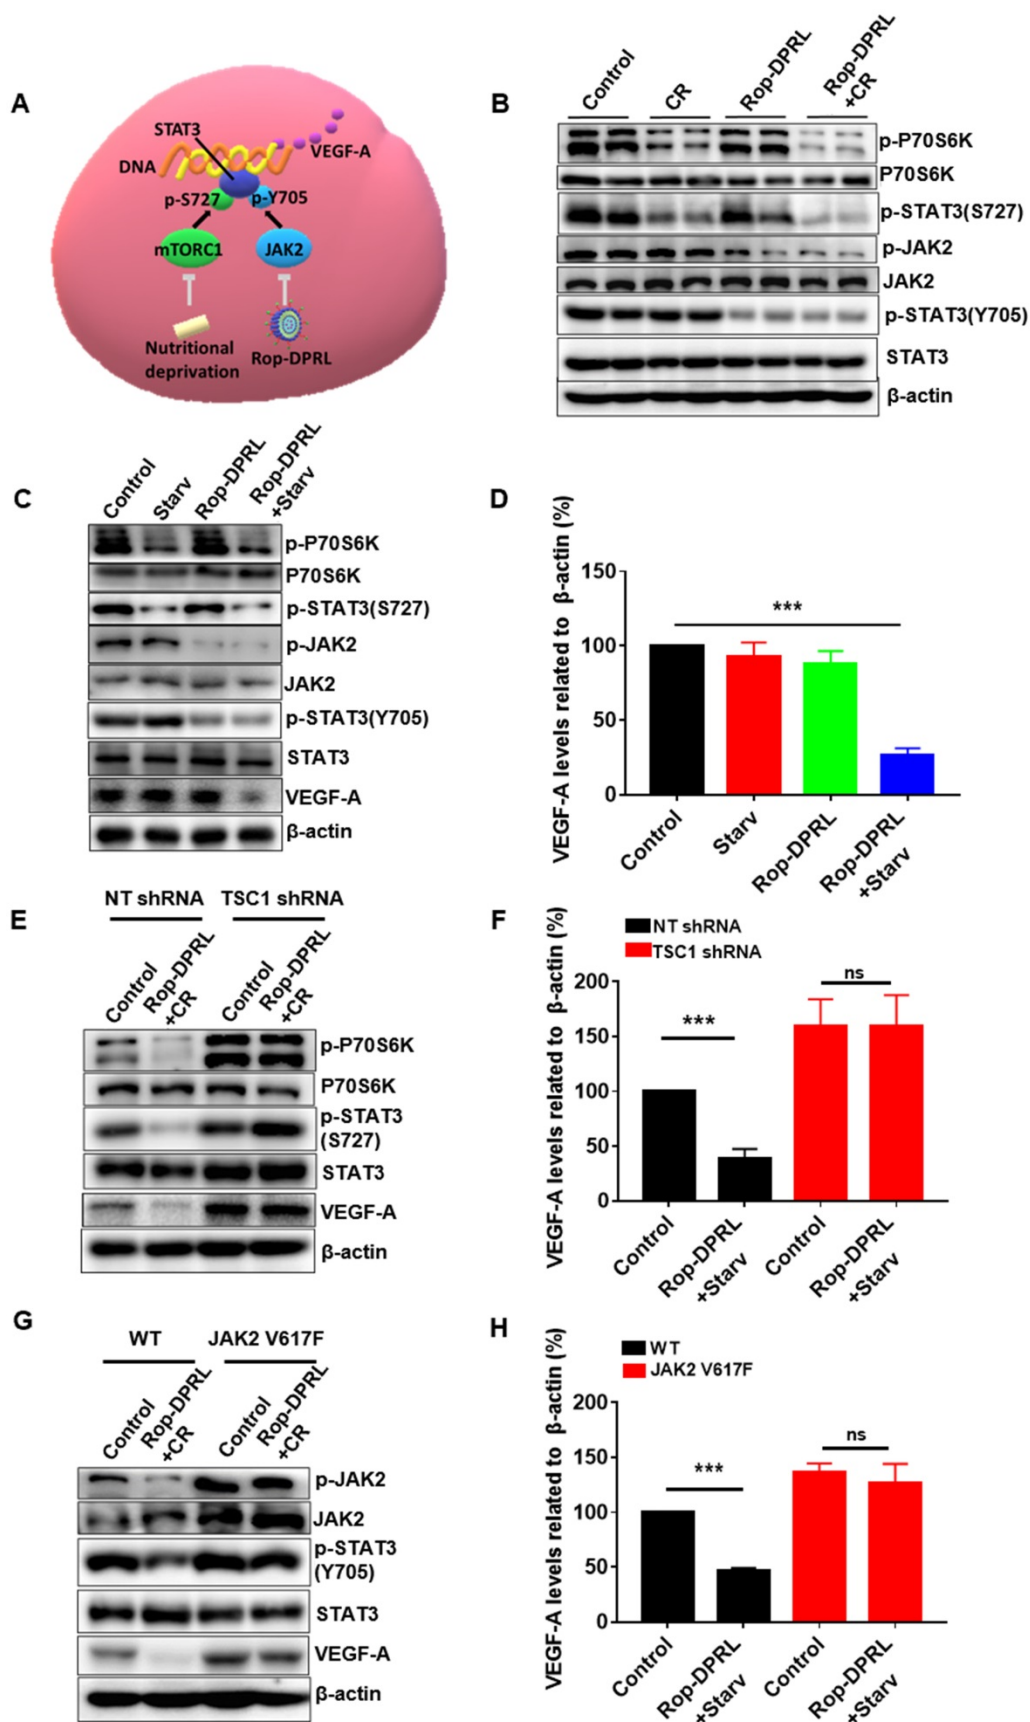 A
STAT3
DNA
VEGF-A
p-S727
p-Y705
mTORC1
JAK2
Nutritional
deprivation
Rop-DPRL
B
Control
CR
Rop-DPRL
Rop-DPRL
+CR
p-P70S6K
P70S6K
p-STAT3(S727)
p-JAK2
JAK2
p-STAT3(Y705)
STAT3
β-actin
C
Control
Starv
Rop-DPRL
Rop-DPRL
+Starv
p-P70S6K
P70S6K
p-STAT3(S727)
p-JAK2
JAK2
p-STAT3(Y705)
STAT3
VEGF-A
β-actin
D
VEGF-A levels related to β-actin (%)
150
100
50
0
***
Control
Starv
Rop-DPRL
Rop-DPRL
+Starv
E
NT shRNA
TSC1 shRNA
Control
Rop-DPRL
+CR
Control
Rop-DPRL
+CR
p-P70S6K
P70S6K
p-STAT3
(S727)
STAT3
VEGF-A
β-actin
F
NT shRNA
TSC1 shRNA
VEGF-A levels related to β-actin (%)
200
150
100
50
0
***
ns
Control
Rop-DPRL
+Starv
Control
Rop-DPRL
+Starv
G
WT
JAK2 V617F
Control
Rop-DPRL
+CR
Control
Rop-DPRL
+CR
p-JAK2
JAK2
p-STAT3
(Y705)
STAT3
VEGF-A
β-actin
H
WT
JAK2 V617F
VEGF-A levels related to β-actin (%)
200
150
100
50
0
***
ns
Control
Rop-DPRL
+Starv
Control
Rop-DPRL
+Starv